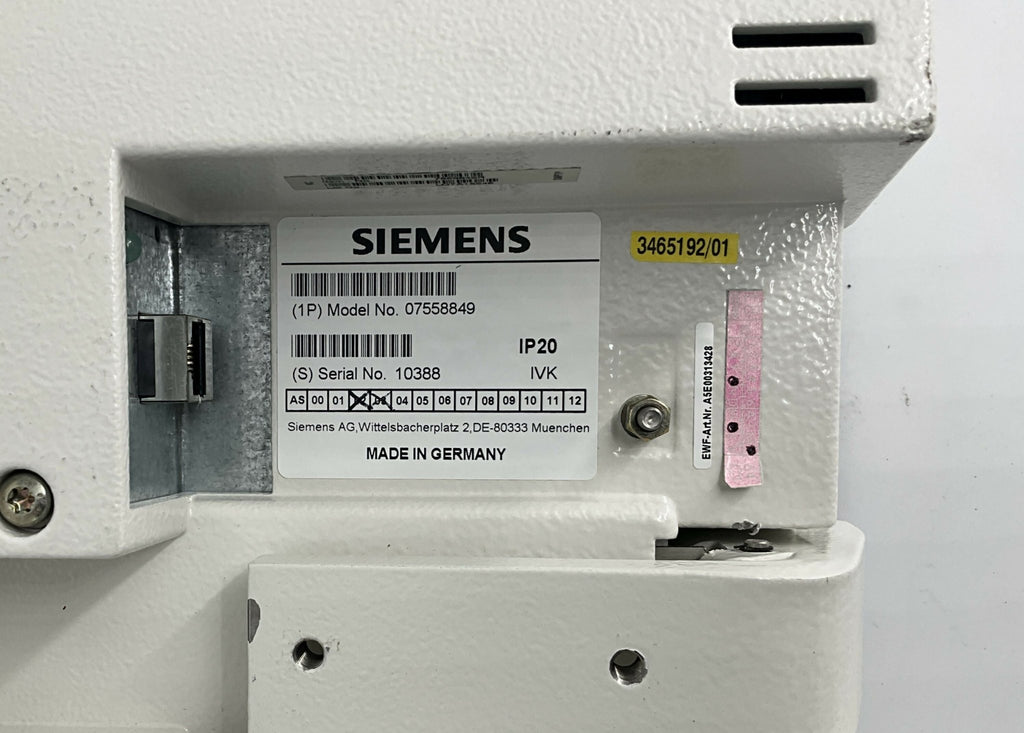 SIEMENS
(1P) Model No. 07558849
IP20
(S) Serial No. 10388
IVK
AS 00 01 02 03 04 05 06 07 08 09 10 11 12
Siemens AG,Wittelsbacherplatz 2,DE-80333 Muenchen
MADE IN GERMANY
3465192/01
EWF-Art.Nr. A5E00313428